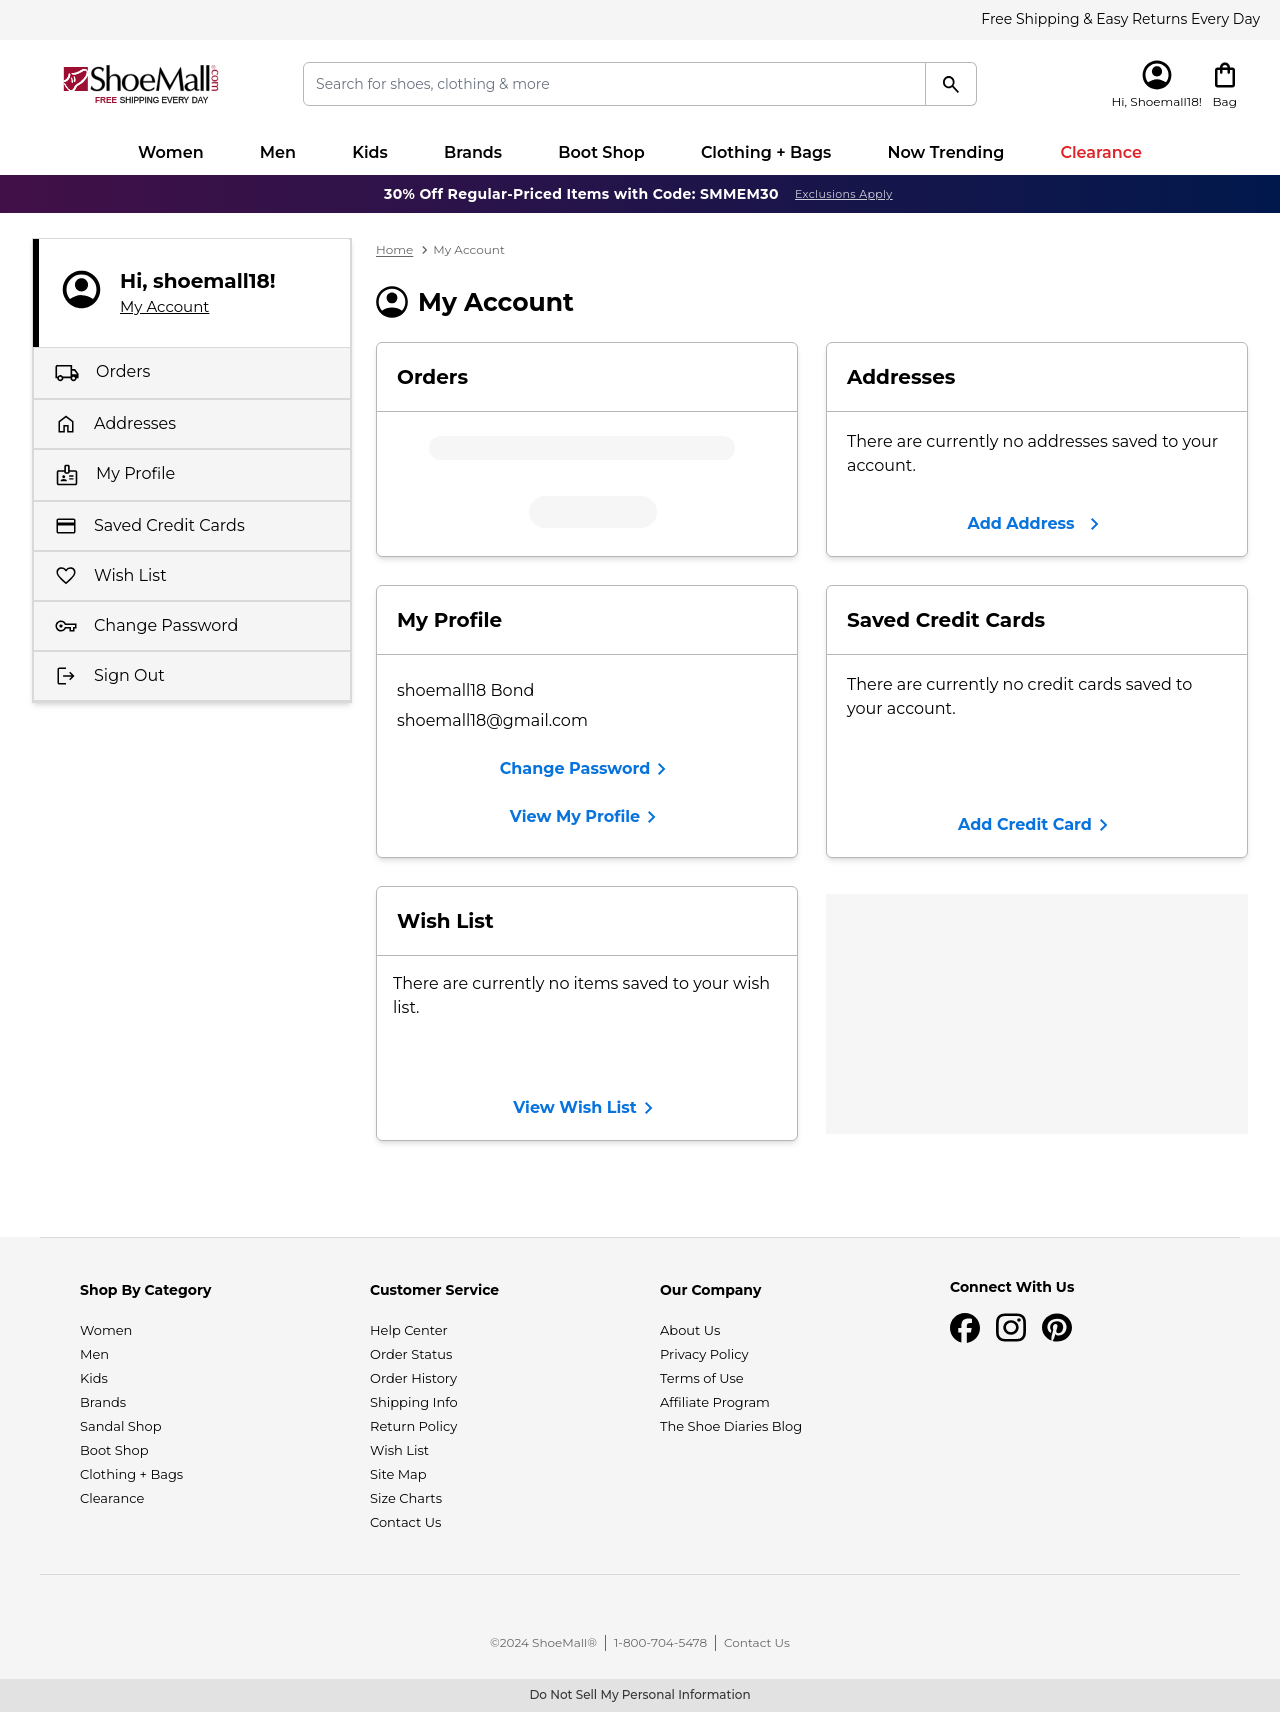 Free Shipping & Easy Returns Every Day
ShoeMall.com
FREE SHIPPING EVERY DAY
Search for shoes, clothing & more
Hi, Shoemall18!
Bag
Women
Men
Kids
Brands
Boot Shop
Clothing + Bags
Now Trending
Clearance
30% Off Regular-Priced Items with Code: SMMEM30
Exclusions Apply
Hi, shoemall18!
My Account
Orders
Addresses
My Profile
Saved Credit Cards
Wish List
Change Password
Sign Out
Home
My Account
My Account
Orders
Addresses
There are currently no addresses saved to your
account.
Add Address
My Profile
shoemall18 Bond
shoemall18@gmail.com
Change Password
View My Profile
Saved Credit Cards
There are currently no credit cards saved to
your account.
Add Credit Card
Wish List
There are currently no items saved to your wish
list.
View Wish List
Shop By Category
Women
Men
Kids
Brands
Sandal Shop
Boot Shop
Clothing + Bags
Clearance
Customer Service
Help Center
Order Status
Order History
Shipping Info
Return Policy
Wish List
Site Map
Size Charts
Contact Us
Our Company
About Us
Privacy Policy
Terms of Use
Affiliate Program
The Shoe Diaries Blog
Connect With Us
©2024 ShoeMall®
1-800-704-5478
Contact Us
Do Not Sell My Personal Information